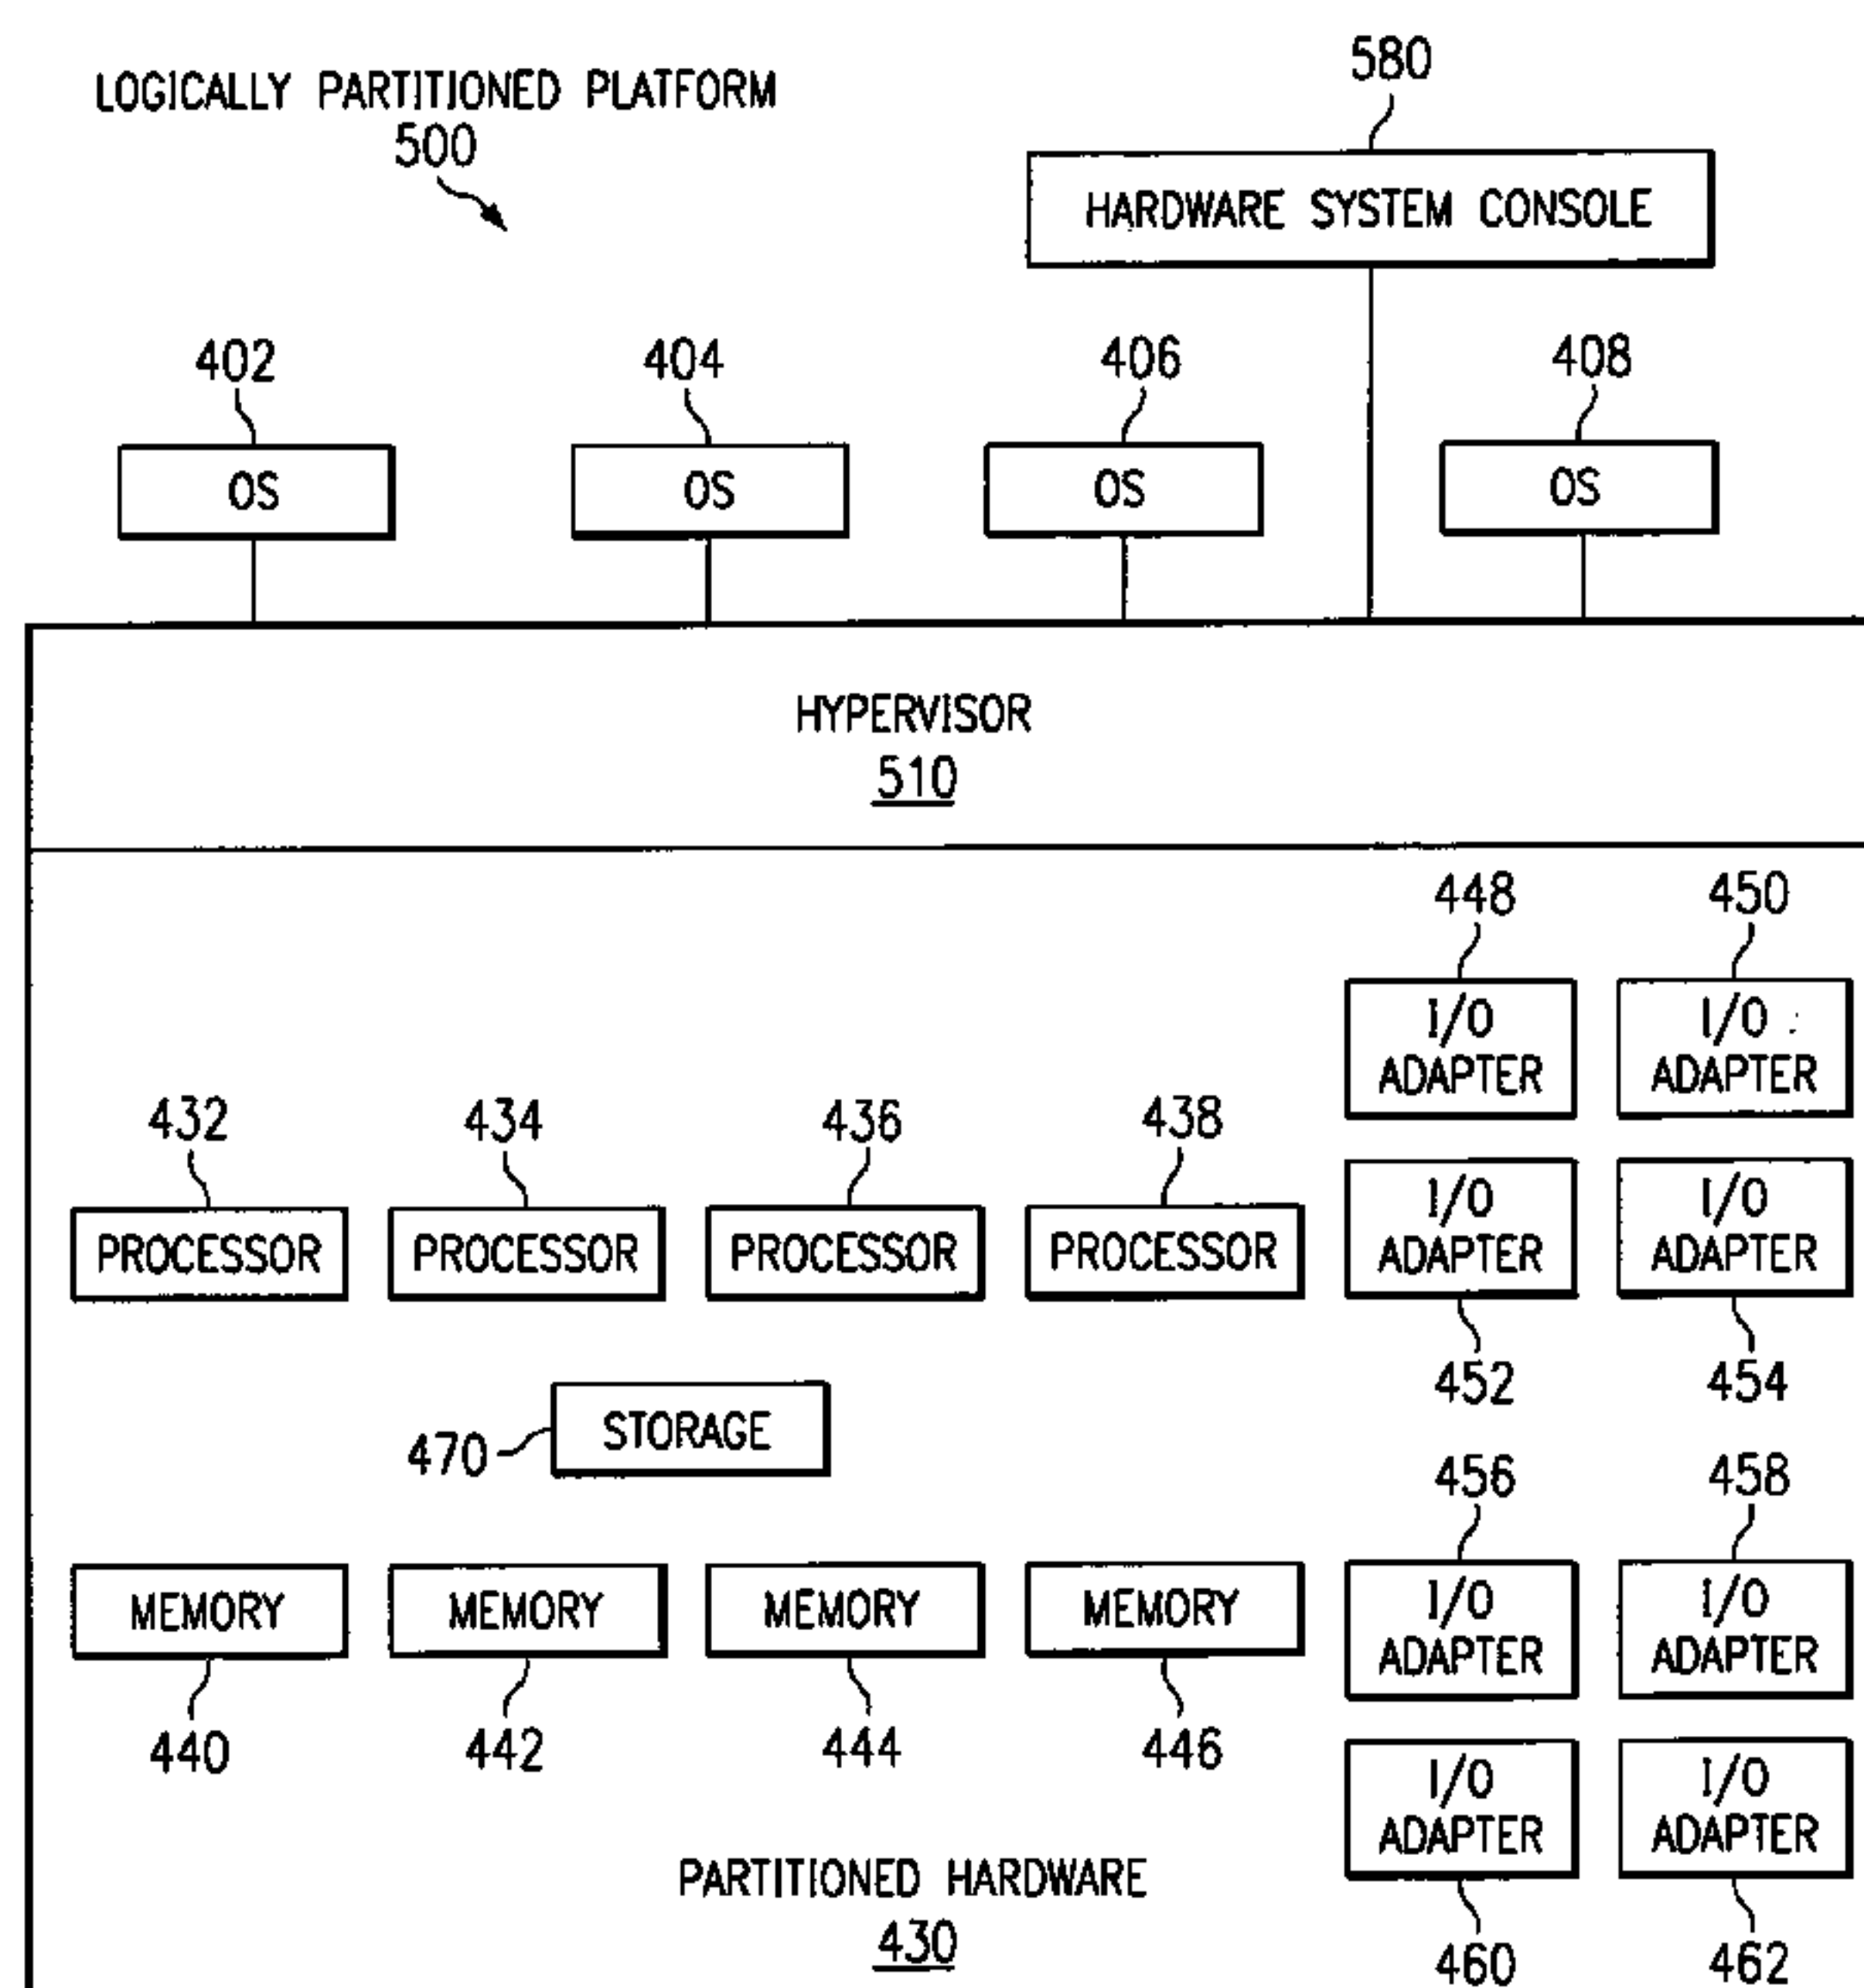 580
LOGICALLY PARTITIONED PLATFORM
500
HARDWARE SYSTEM CONSOLE
402 404 406 408
OS OS OS OS
HYPERVISOR
510
448 450
I/O I/O
ADAPTER ADAPTER
432 434 436 438
I/O I/O
PROCESSOR PROCESSOR PROCESSOR PROCESSOR ADAPTER ADAPTER
452 454
470 STORAGE
456 458
MEMORY MEMORY MEMORY MEMORY I/O I/O
ADAPTER ADAPTER
440 442 444 446
I/O I/O
ADAPTER ADAPTER
PARTITIONED HARDWARE
430
460 462